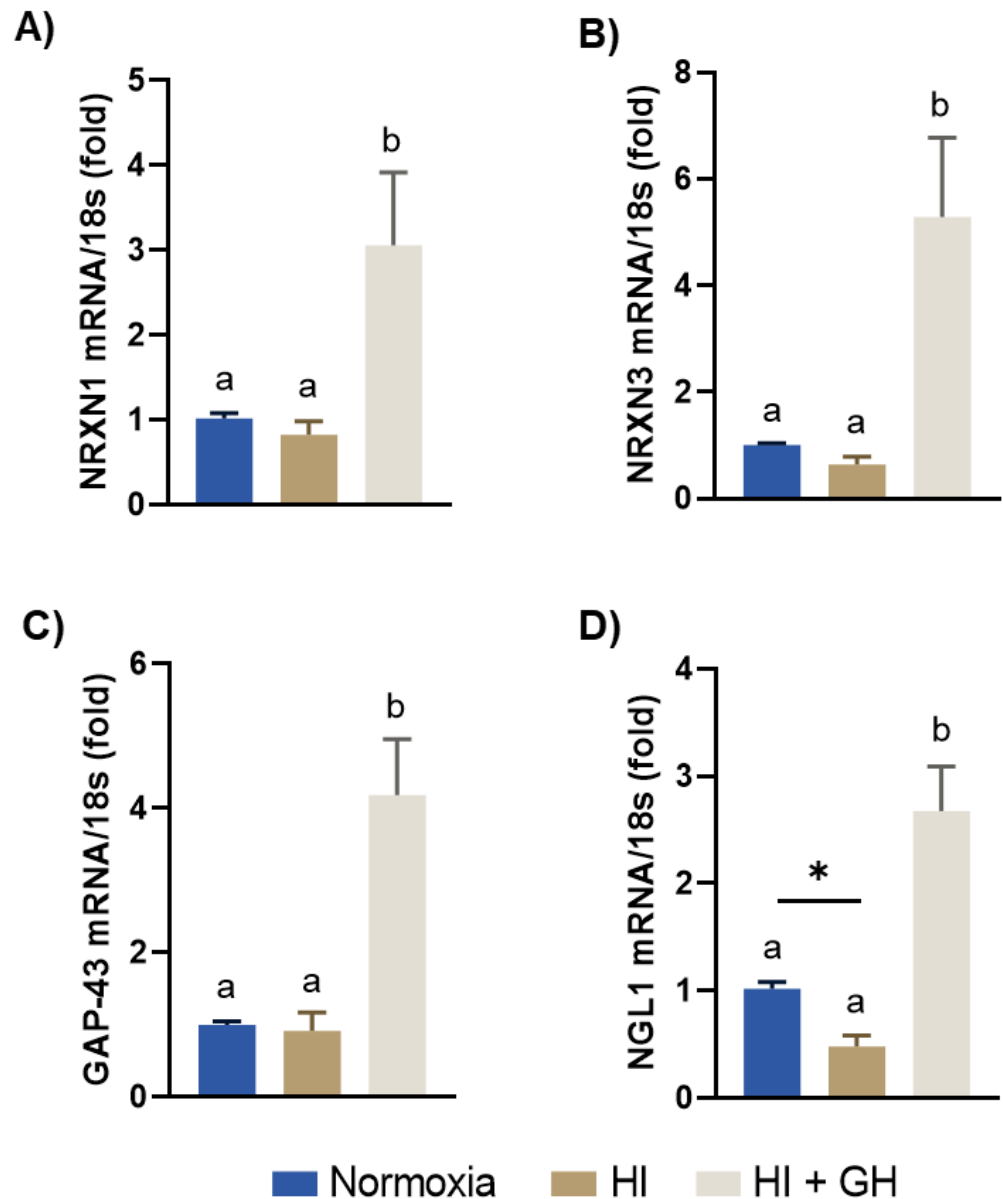 A)
NRXN1 mRNA/18s (fold)
5
4
3
2
1
0
a
a
b
B)
NRXN3 mRNA/18s (fold)
8
6
4
2
0
a
a
b
C)
GAP-43 mRNA/18s (fold)
6
4
2
0
a
a
b
D)
NGL1 mRNA/18s (fold)
4
3
2
1
0
*
a
a
b
Normoxia
HI
HI + GH